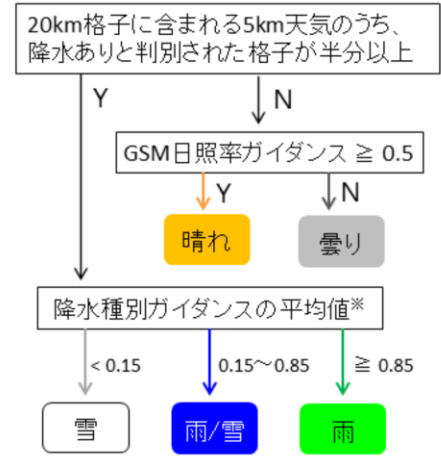 20km格子に含まれる5km天気のうち、
降水ありと判別された格子が半分以上
Y
N
GSM日照率ガイダンス ≧ 0.5
Y
N
晴れ
曇り
降水種別ガイダンスの平均値※
< 0.15
0.15～0.85
≧ 0.85
雪
雨/雪
雨